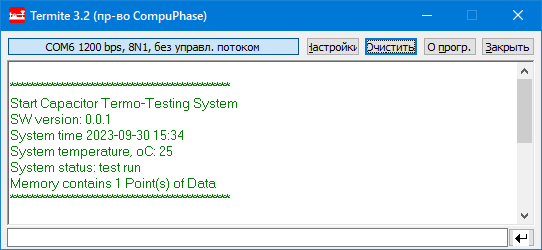 Termite 3.2 (пр-во CompuPhase)
COM6 1200 bps, 8N1, без управл. потоком
Настройки
Очистить
О прогр.
Закрыть
****************************************
Start Capacitor Termo-Testing System
SW version: 0.0.1
System time 2023-09-30 15:34
System temperature, oC: 25
System status: test run
Memory contains 1 Point(s) of Data
****************************************